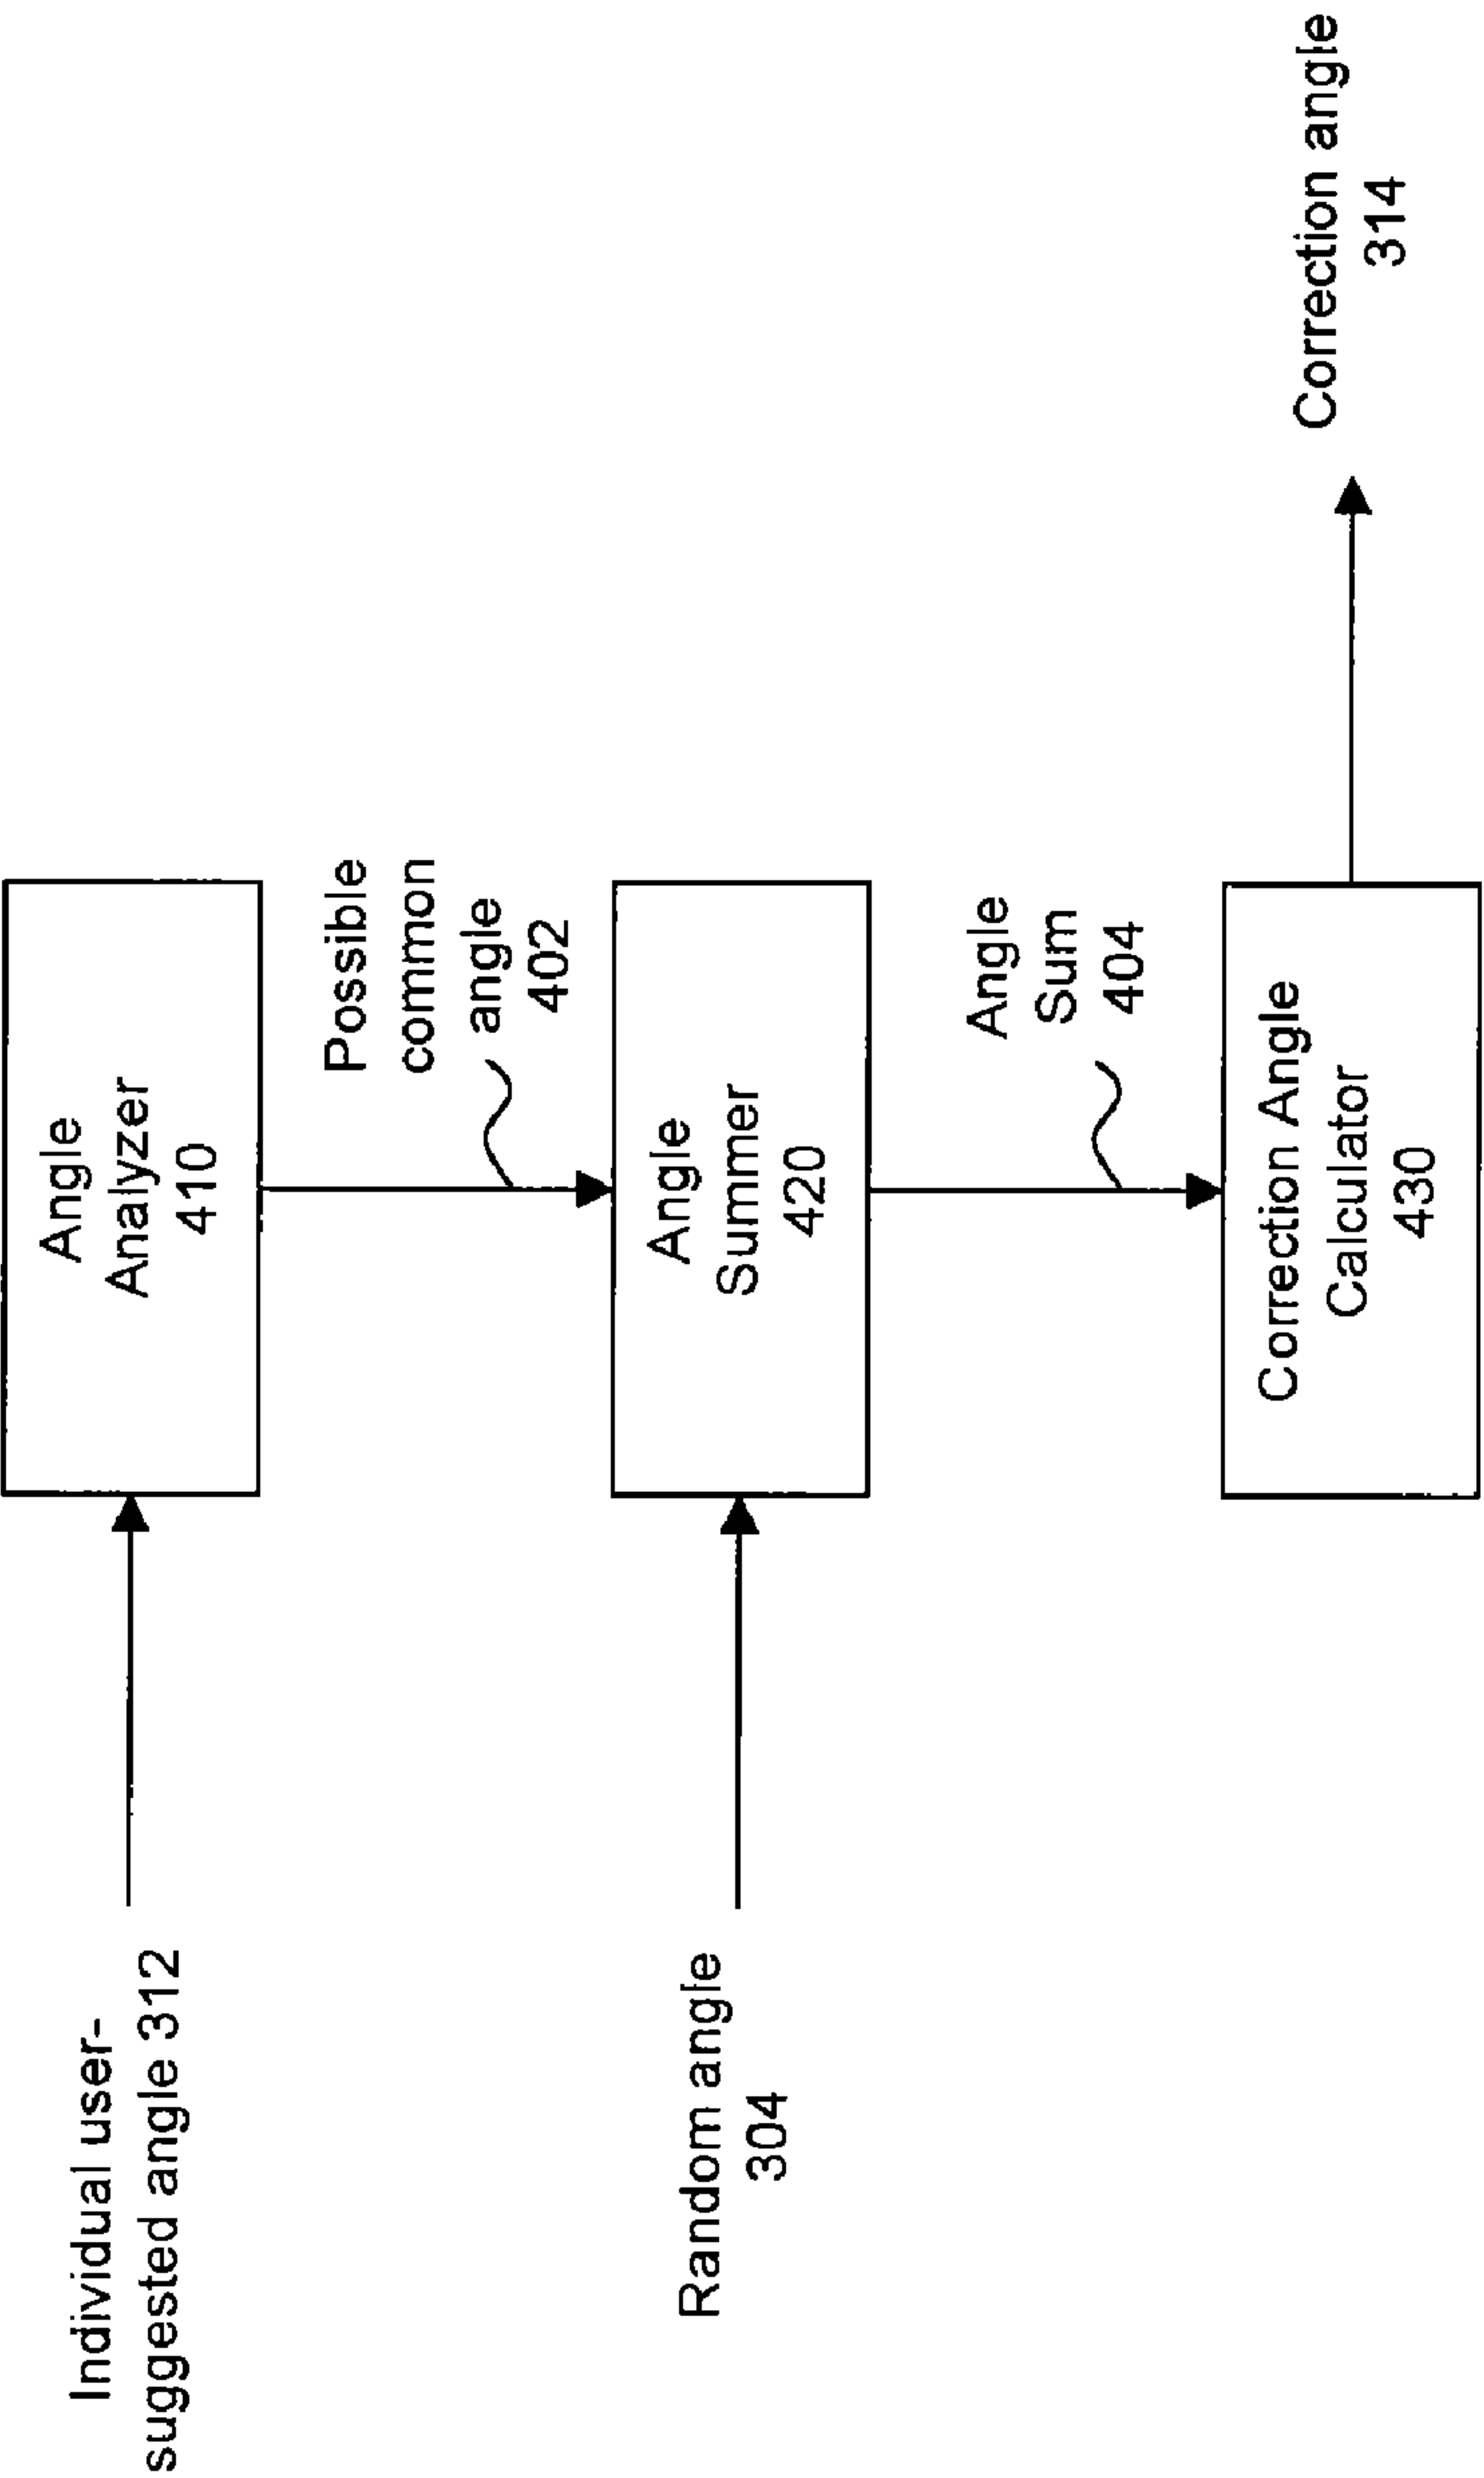 Individual user-
suggested angle 312
Angle
Analyzer
410
Possible
common
angle
402
Random angle
304
Angle
Summer
420
Angle
Sum
404
Correction Angle
Calculator
430
Correction angle
314